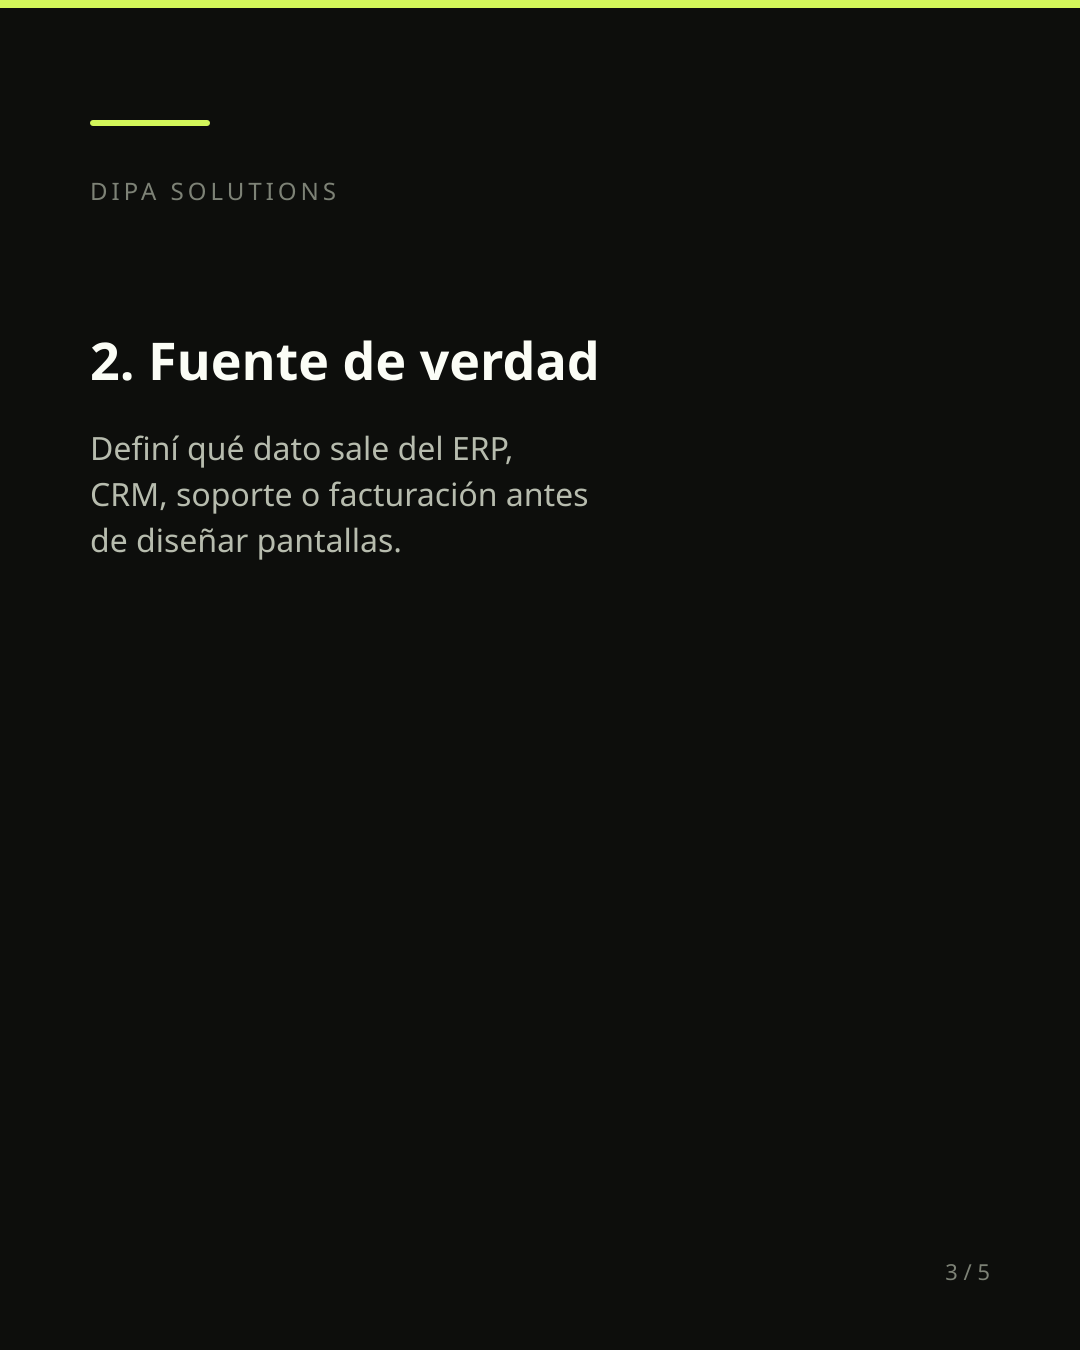 DIPA SOLUTIONS
2. Fuente de verdad
Definí qué dato sale del ERP,
CRM, soporte o facturación antes
de diseñar pantallas.
3 / 5